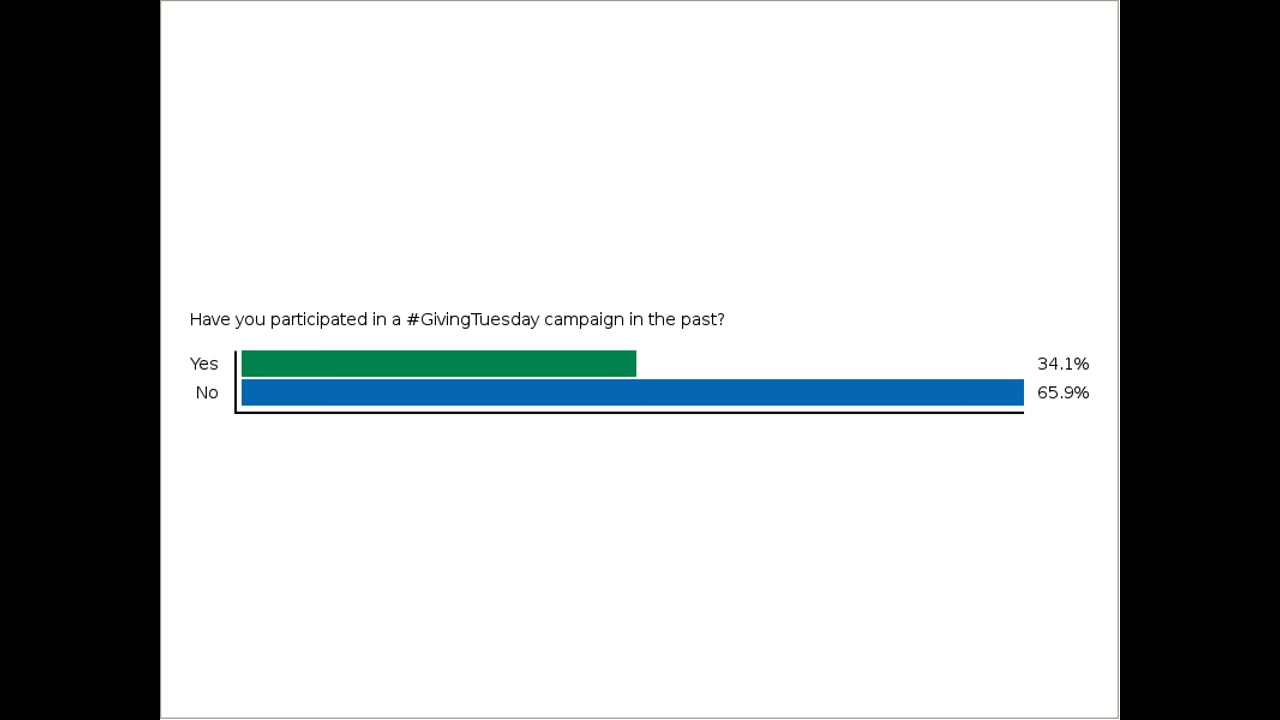 Have you participated in a #GivingTuesday campaign in the past?
Yes 34.1%
No 65.9%